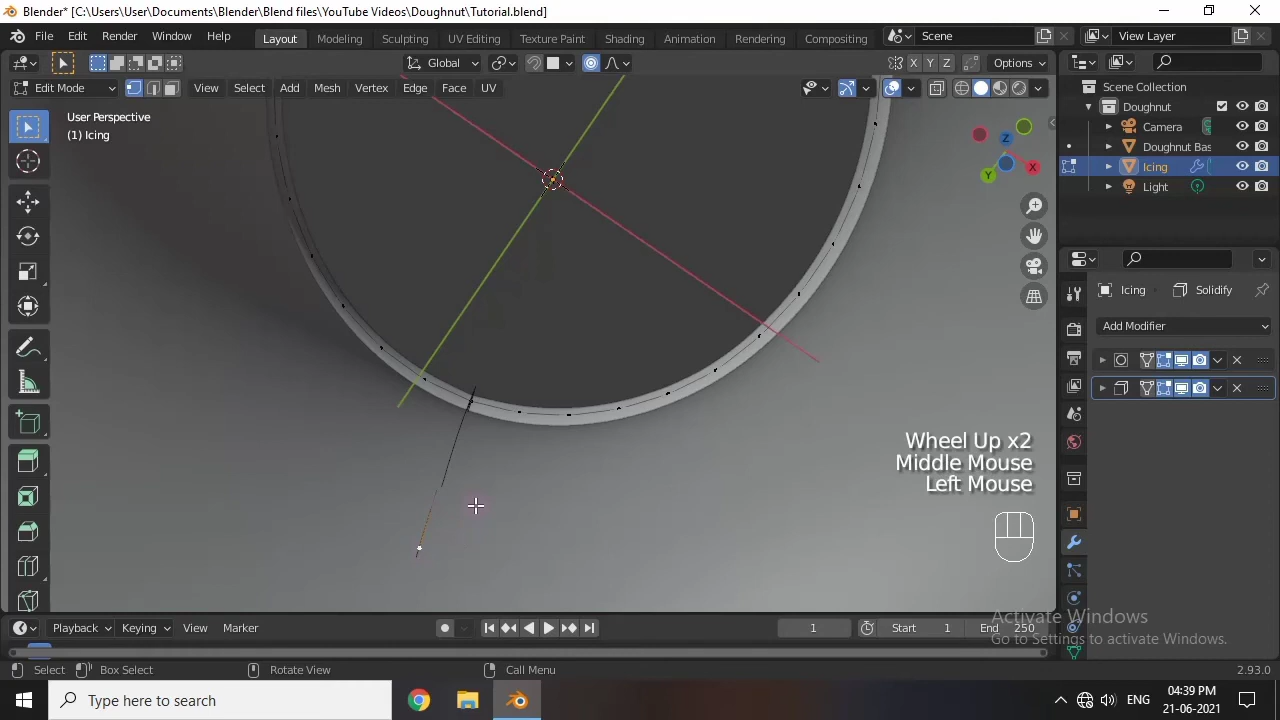 Blender* [C:\Users\User\Documents\Blender\Blend files\YouTube Videos\Doughnut\Tutorial.blend]
File Edit Render Window Help Layout Modeling Sculpting UV Editing Texture Paint Shading Animation Rendering Compositing Scene View Layer
Global X Y Z Options
Edit Mode View Select Add Mesh Vertex Edge Face UV
User Perspective
(1) Icing
Z
X
Y
Scene Collection
Doughnut
Camera
Doughnut Bas
Icing
Light
Icing Solidify
Add Modifier
Wheel Up x2
Middle Mouse
Left Mouse
Activate Windows
Go to Settings to activate Windows.
Playback Keying View Marker 1 Start 1 End 250
Select Box Select Rotate View Call Menu 2.93.0
Type here to search
ENG
04:39 PM
21-06-2021